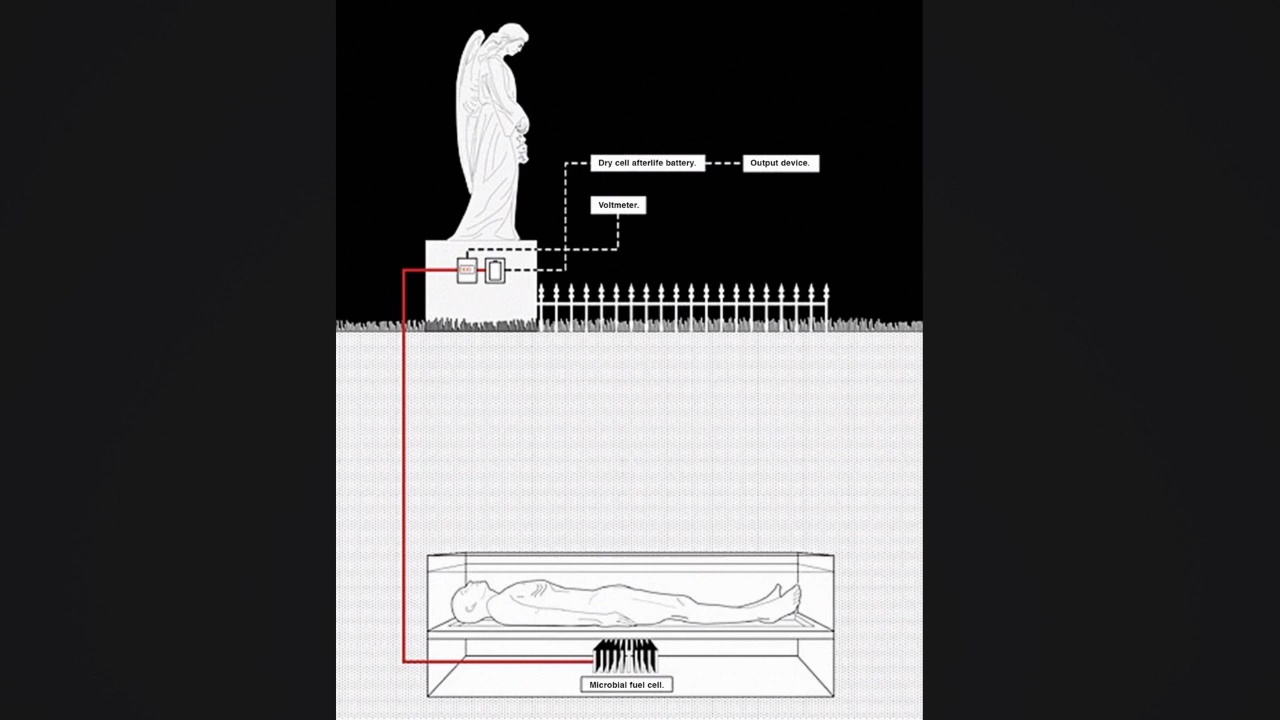 Dry cell afterlife battery.
Output device.
Voltmeter.
Microbial fuel cell.